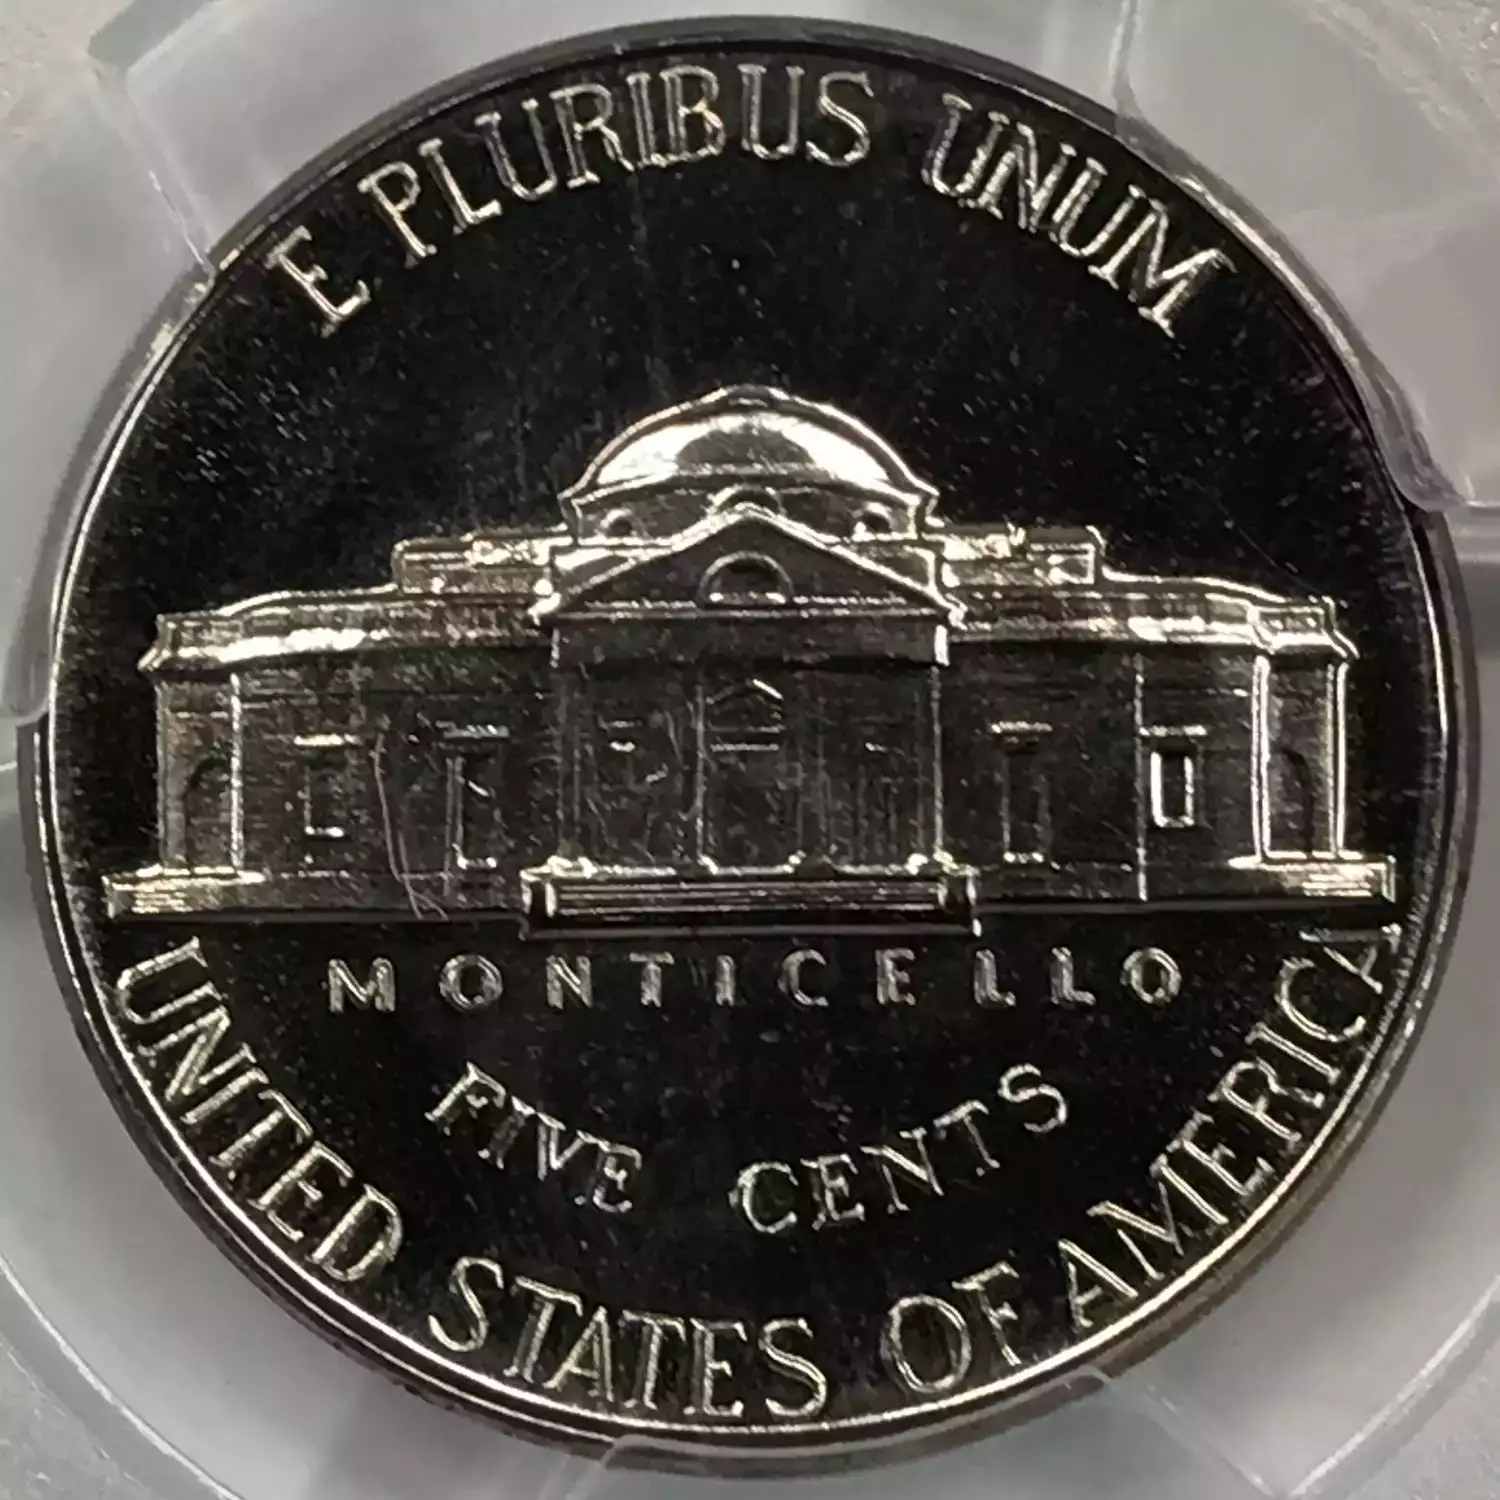 E PLURIBUS UNUM
MONTICELLO
FIVE CENTS
UNITED STATES OF AMERICA